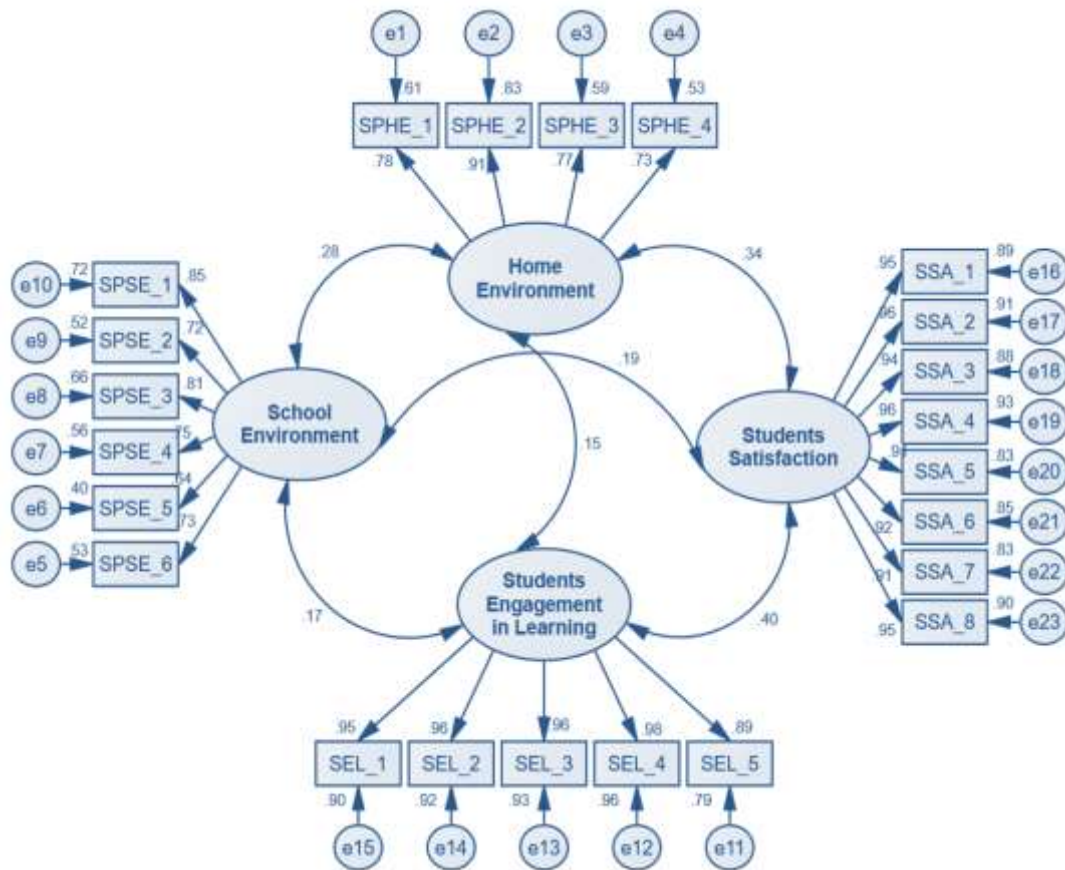 e1 e2 e3 e4
.61 .83 .59 .53
SPHE_1 SPHE_2 SPHE_3 SPHE_4
.78 .91 .77 .73
Home
Environment
.28 .34
e10 .72 SPSE_1 .85
e9 .52 SPSE_2 .72
e8 .66 SPSE_3 .81
e7 .56 SPSE_4 .75
e6 .40 SPSE_5 .64
e5 .53 SPSE_6 .73
School
Environment
.19
.15
Students
Satisfaction
.95 SSA_1 .89 e16
.96 SSA_2 .91 e17
.94 SSA_3 .88 e18
.96 SSA_4 .93 e19
SSA_5 .83 e20
.92 SSA_6 .85 e21
.91 SSA_7 .83 e22
.95 SSA_8 .90 e23
Students
Engagement
in Learning
.17 .40
.95 .96 .96 .98 .89
SEL_1 SEL_2 SEL_3 SEL_4 SEL_5
.90 .92 .93 .96 .79
e15 e14 e13 e12 e11